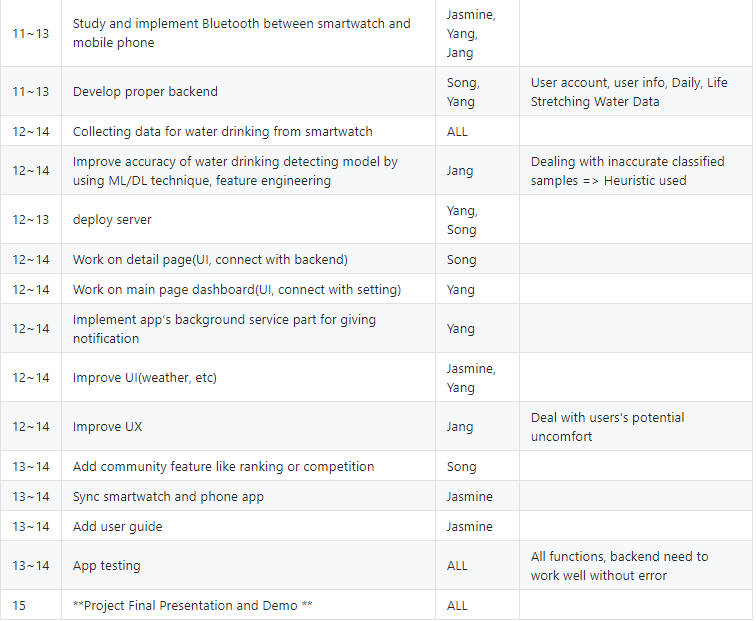 11~13 Study and implement Bluetooth between smartwatch and mobile phone Jasmine, Yang, Jang
11~13 Develop proper backend Song, Yang User account, user info, Daily, Life Stretching Water Data
12~14 Collecting data for water drinking from smartwatch ALL
12~14 Improve accuracy of water drinking detecting model by using ML/DL technique, feature engineering Jang Dealing with inaccurate classified samples => Heuristic used
12~13 deploy server Yang, Song
12~14 Work on detail page(UI, connect with backend) Song
12~14 Work on main page dashboard(UI, connect with setting) Yang
12~14 Implement app's background service part for giving notification Yang
12~14 Improve UI(weather, etc) Jasmine, Yang
12~14 Improve UX Jang Deal with users's potential uncomfort
13~14 Add community feature like ranking or competition Song
13~14 Sync smartwatch and phone app Jasmine
13~14 Add user guide Jasmine
13~14 App testing ALL All functions, backend need to work well without error
15 **Project Final Presentation and Demo ** ALL